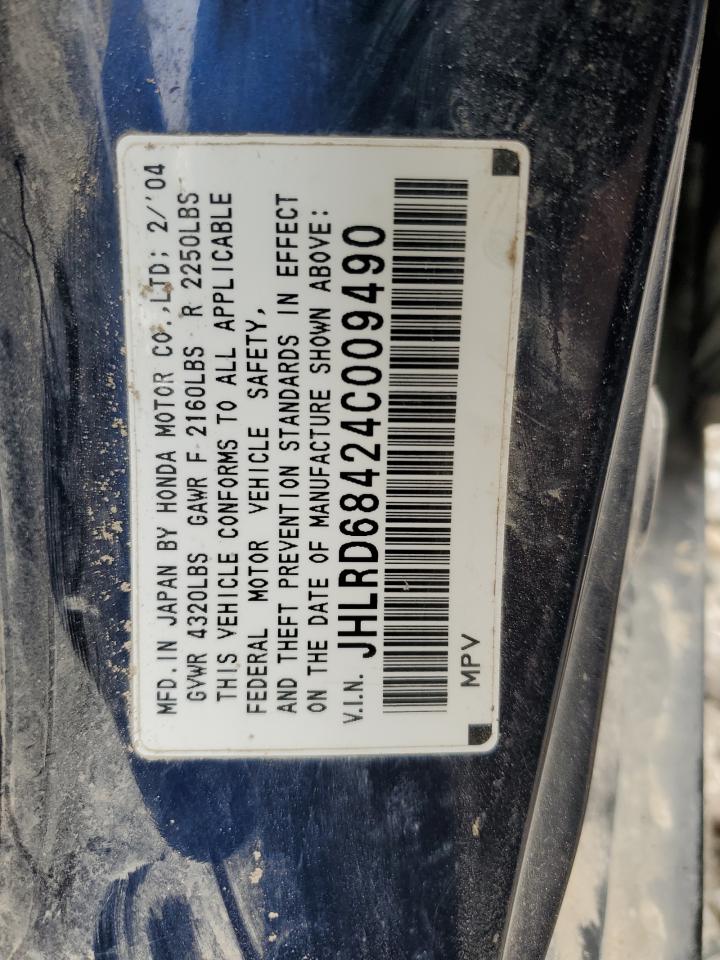 MFD. IN JAPAN BY HONDA MOTOR CO., LTD; 2/'04
GVWR 4320LBS GAWR F 2160LBS R 2250LBS
THIS VEHICLE CONFORMS TO ALL APPLICABLE
FEDERAL MOTOR VEHICLE SAFETY,
AND THEFT PREVENTION STANDARDS IN EFFECT
ON THE DATE OF MANUFACTURE SHOWN ABOVE:
V.I.N. JHLRD68424C009490
MPV